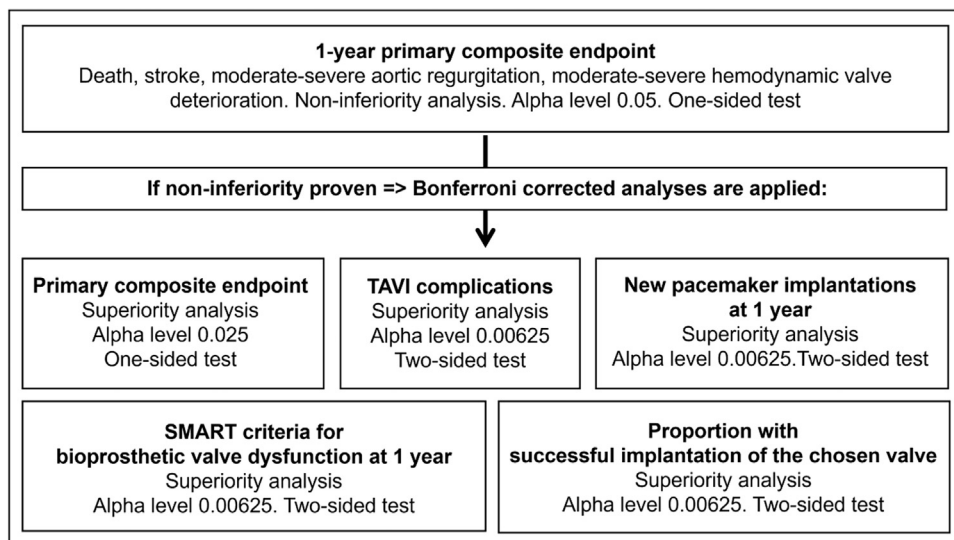 1-year primary composite endpoint
Death, stroke, moderate-severe aortic regurgitation, moderate-severe hemodynamic valve
deterioration. Non-inferiority analysis. Alpha level 0.05. One-sided test
If non-inferiority proven => Bonferroni corrected analyses are applied:
Primary composite endpoint
Superiority analysis
Alpha level 0.025
One-sided test
TAVI complications
Superiority analysis
Alpha level 0.00625
Two-sided test
New pacemaker implantations
at 1 year
Superiority analysis
Alpha level 0.00625.Two-sided test
SMART criteria for
bioprosthetic valve dysfunction at 1 year
Superiority analysis
Alpha level 0.00625. Two-sided test
Proportion with
successful implantation of the chosen valve
Superiority analysis
Alpha level 0.00625. Two-sided test